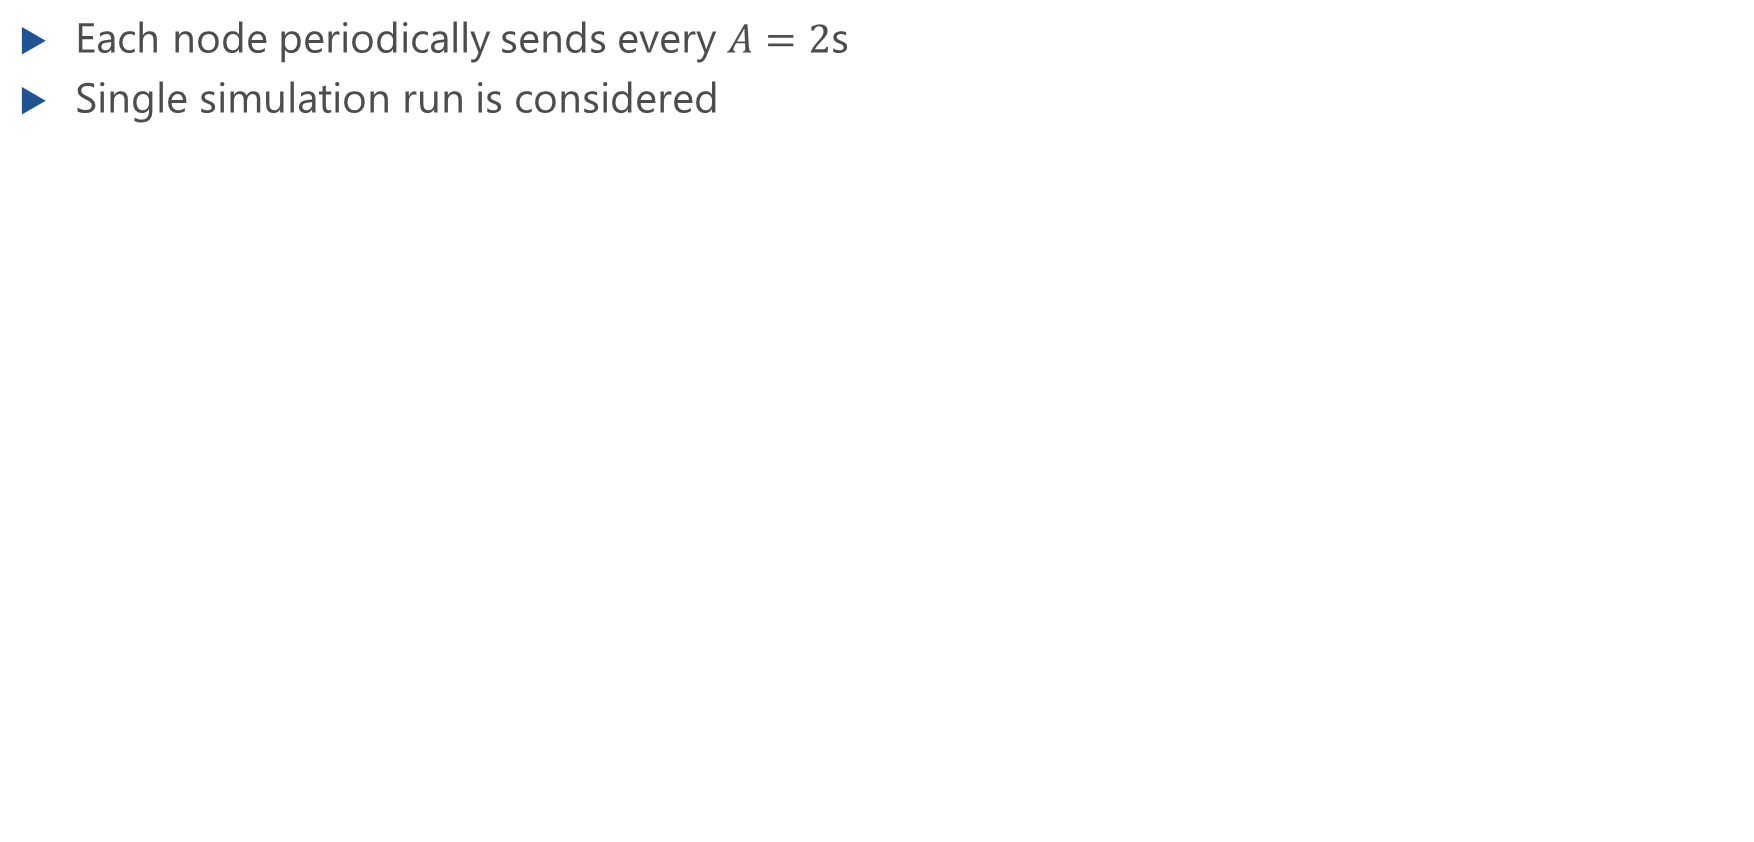 Each node periodically sends every A = 2s
Single simulation run is considered